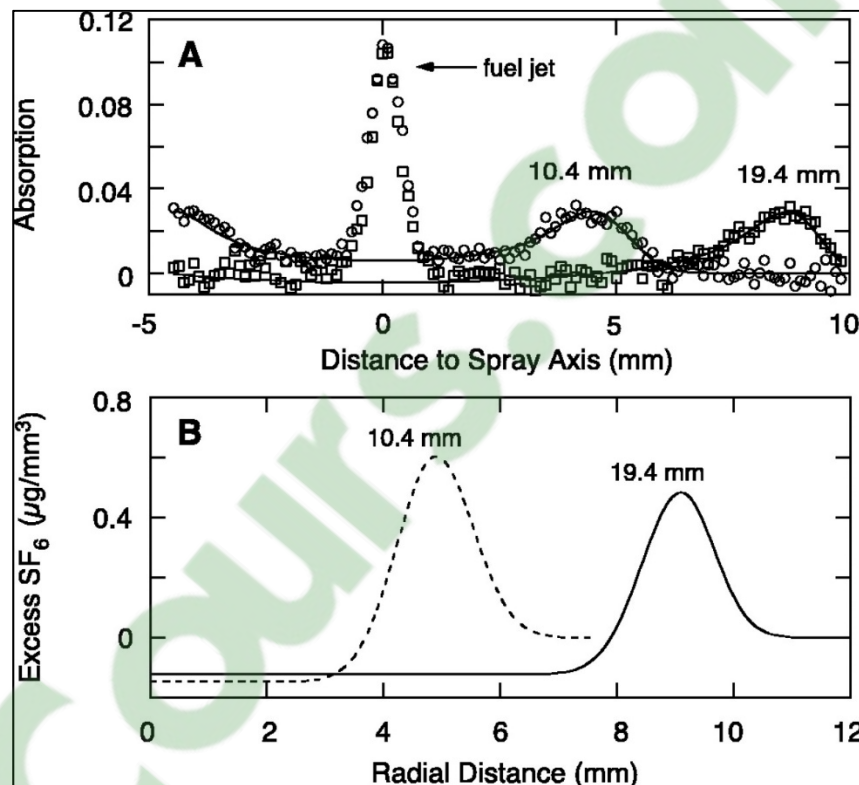 0.12
A
fuel jet
0.08
Absorption
10.4 mm
19.4 mm
0.04
0
-5
0
5
10
Distance to Spray Axis (mm)
0.8
B
10.4 mm
19.4 mm
Excess SF6 (µg/mm³)
0.4
0
0
2
4
6
8
10
12
Radial Distance (mm)
ours.co